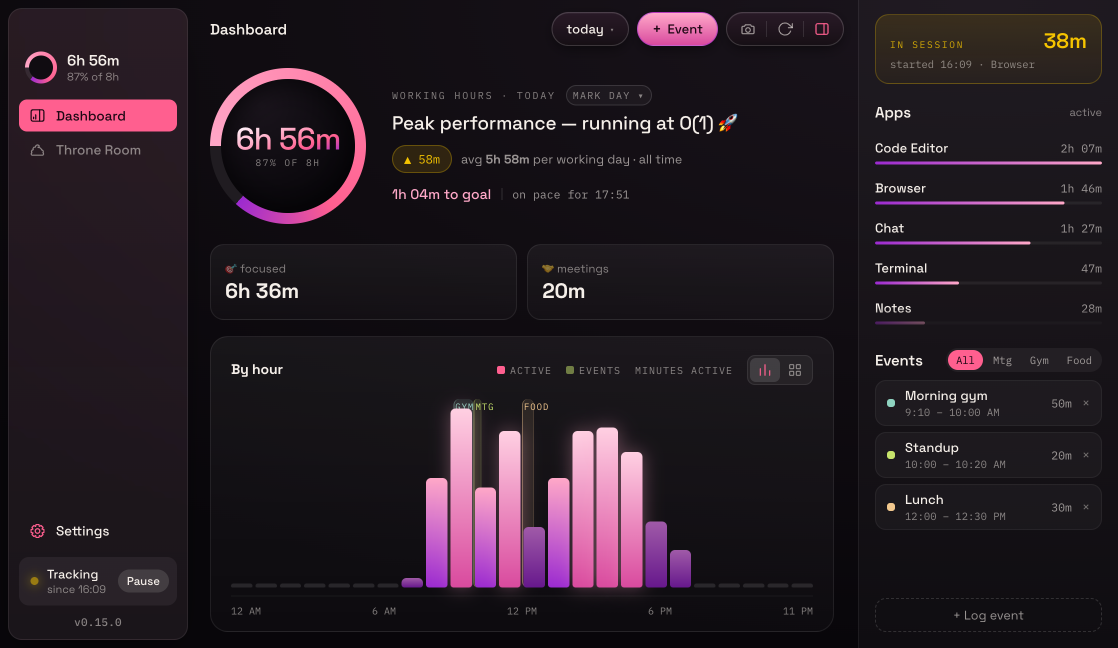 6h 56m
87% of 8h
Dashboard
Throne Room
Settings
Tracking
since 16:09
Pause
v0.15.0
Dashboard
today
+ Event
6h 56m
87% OF 8H
WORKING HOURS · TODAY
MARK DAY ▾
Peak performance — running at O(1) 🚀
▲ 58m
avg 5h 58m per working day · all time
1h 04m to goal
on pace for 17:51
🎯 focused
6h 36m
🤝 meetings
20m
By hour
ACTIVE
EVENTS
MINUTES ACTIVE
GYM
MTG
FOOD
12 AM
6 AM
12 PM
6 PM
11 PM
IN SESSION
38m
started 16:09 · Browser
Apps
active
Code Editor
2h 07m
Browser
1h 46m
Chat
1h 27m
Terminal
47m
Notes
28m
Events
All
Mtg
Gym
Food
Morning gym
9:10 – 10:00 AM
50m ×
Standup
10:00 – 10:20 AM
20m ×
Lunch
12:00 – 12:30 PM
30m ×
+ Log event